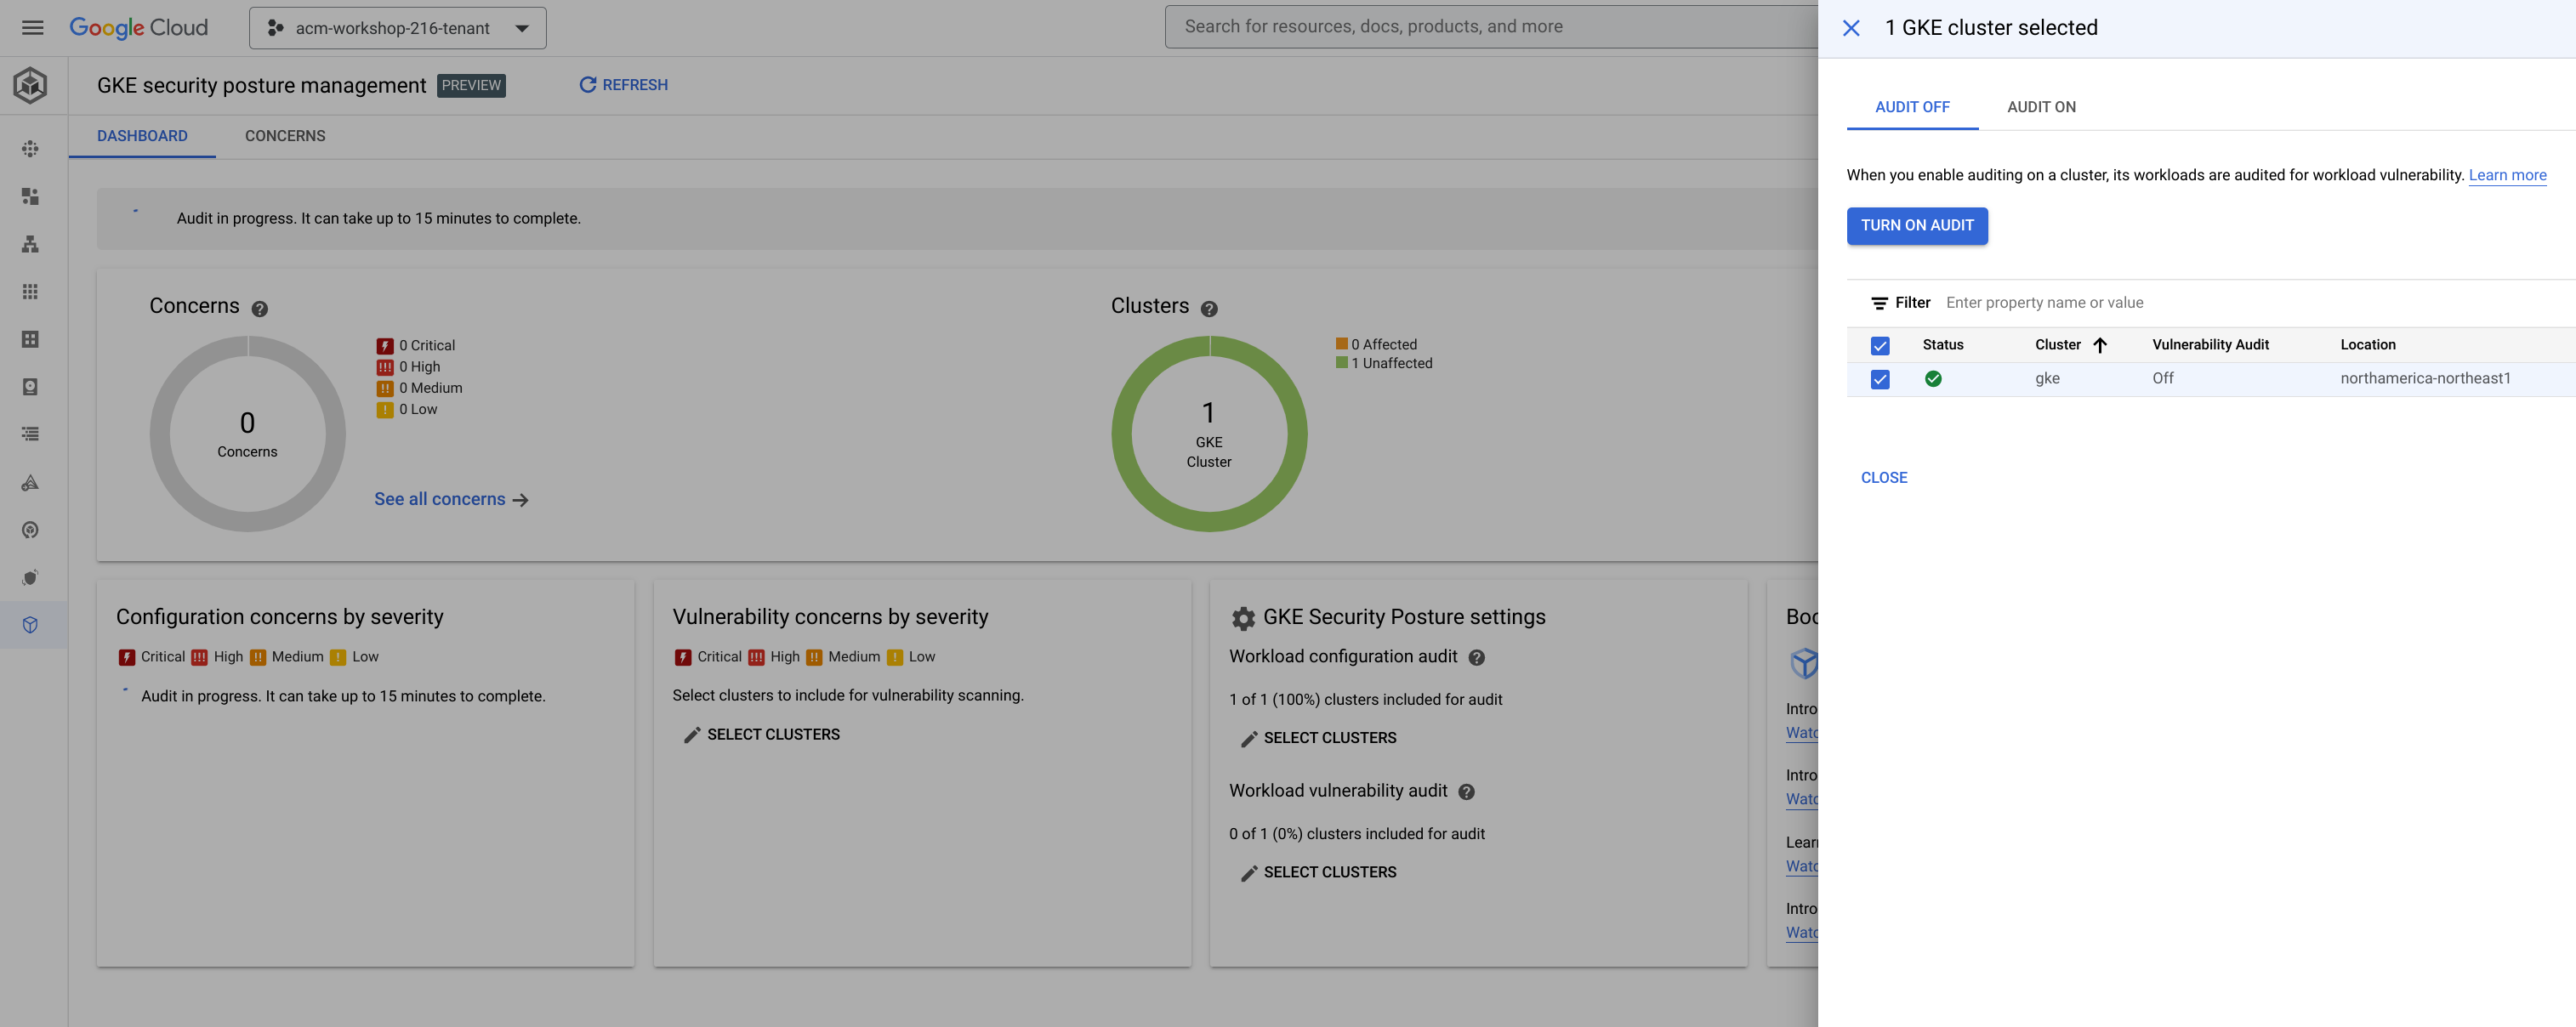 Google Cloud
acm-workshop-216-tenant
Search for resources, docs, products, and more
GKE security posture management PREVIEW
REFRESH
DASHBOARD
CONCERNS
Audit in progress. It can take up to 15 minutes to complete.
Concerns
0
Concerns
0 Critical
0 High
0 Medium
0 Low
See all concerns
Clusters
1
GKE
Cluster
0 Affected
1 Unaffected
Configuration concerns by severity
Critical High Medium Low
Audit in progress. It can take up to 15 minutes to complete.
Vulnerability concerns by severity
Critical High Medium Low
Select clusters to include for vulnerability scanning.
SELECT CLUSTERS
GKE Security Posture settings
Workload configuration audit
1 of 1 (100%) clusters included for audit
SELECT CLUSTERS
Workload vulnerability audit
0 of 1 (0%) clusters included for audit
SELECT CLUSTERS
Intro
Intro
Intro
1 GKE cluster selected
AUDIT OFF
AUDIT ON
When you enable auditing on a cluster, its workloads are audited for workload vulnerability. Learn more
TURN ON AUDIT
Filter Enter property name or value
Status Cluster Vulnerability Audit Location
gke Off northamerica-northeast1
CLOSE